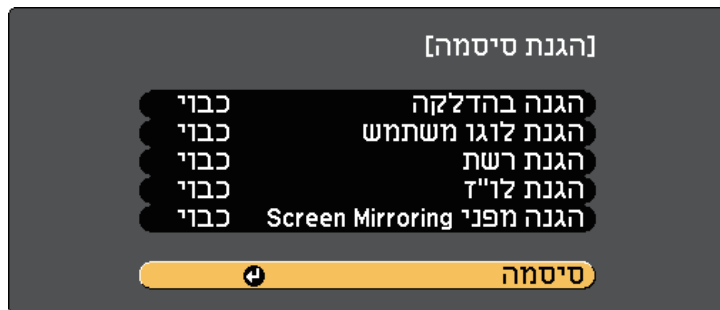 [הגנת סיסמה]
הגנה בהדלקה כבוי
הגנת לוגו משתמש כבוי
הגנת רשת כבוי
הגנת לו"ז כבוי
הגנה מפני Screen Mirroring כבוי
סיסמה